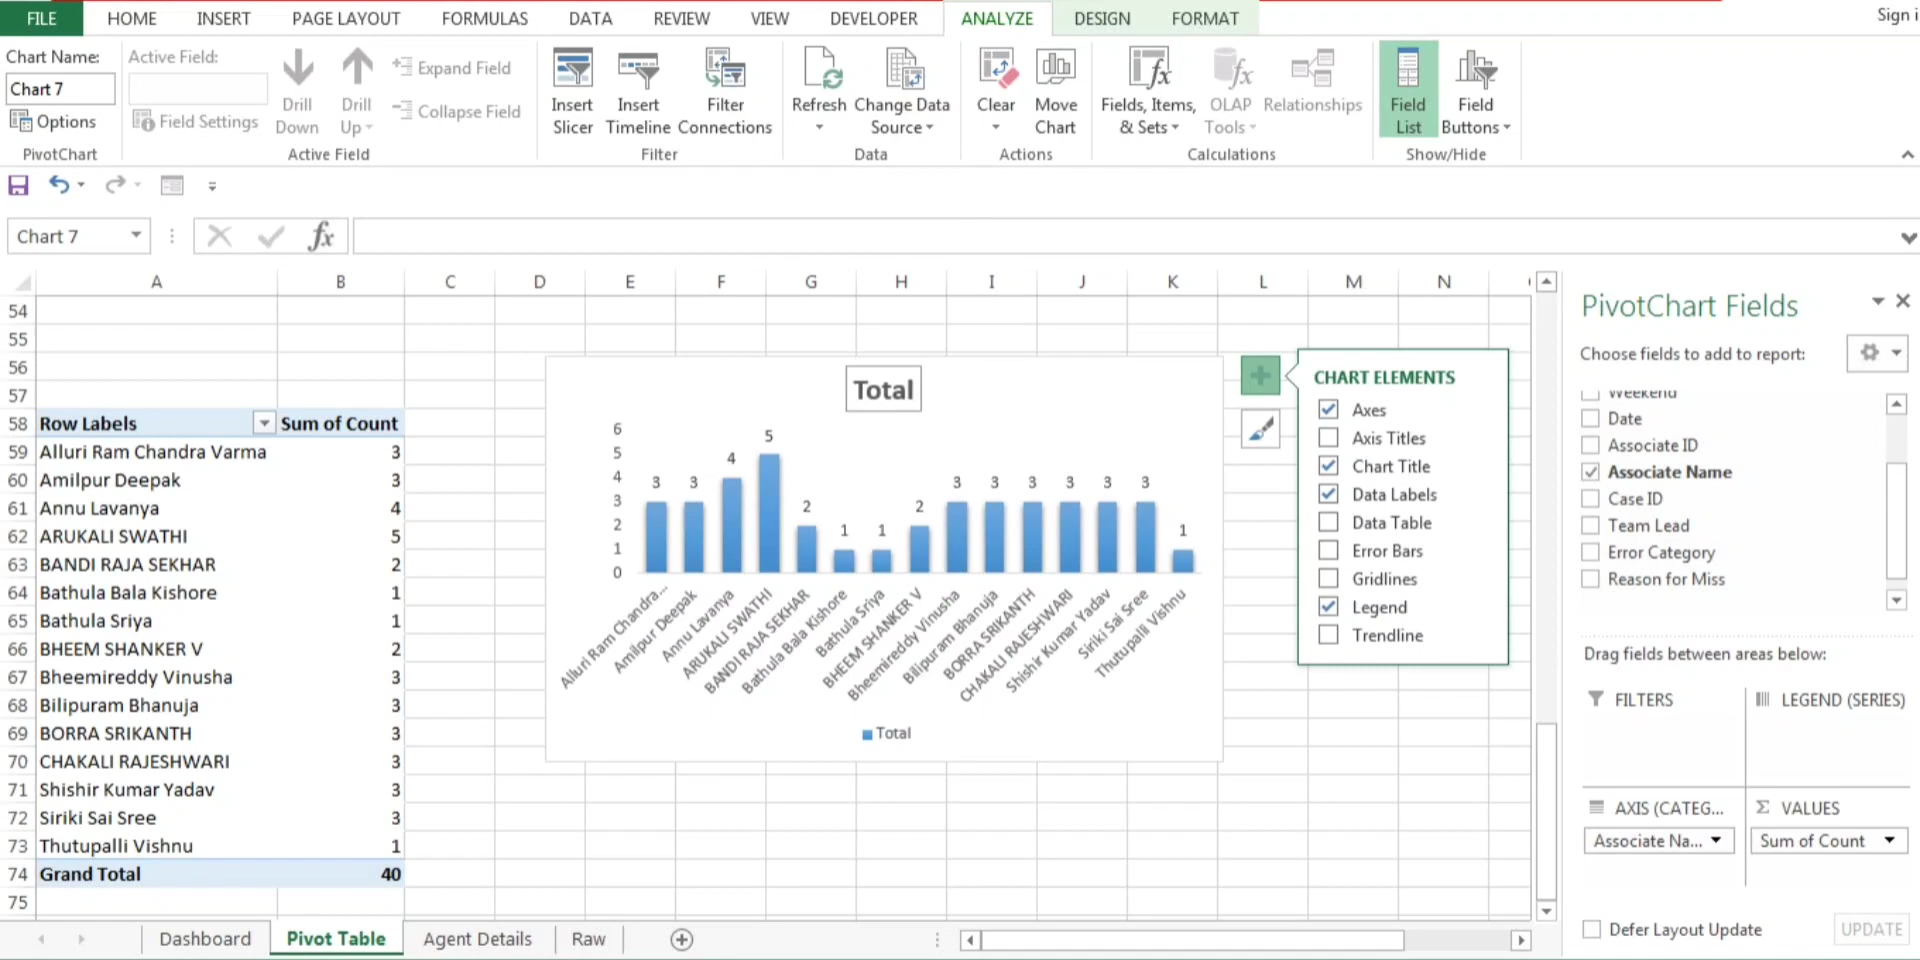 FILE HOME INSERT PAGE LAYOUT FORMULAS DATA REVIEW VIEW DEVELOPER ANALYZE DESIGN FORMAT Sign i
Chart Name:
Chart 7
Options
PivotChart
Active Field:
Field Settings
Drill Down
Drill Up
Expand Field
Collapse Field
Active Field
Insert Slicer
Insert Timeline
Filter Connections
Filter
Refresh
Change Data Source
Data
Clear
Move Chart
Actions
Fields, Items, & Sets
OLAP Tools
Relationships
Calculations
Field List
Field Buttons
Show/Hide
Chart 7
fx
A B C D E F G H I J K L M N
54
55
56
57
58 Row Labels Sum of Count
59 Alluri Ram Chandra Varma 3
60 Amilpur Deepak 3
61 Annu Lavanya 4
62 ARUKALI SWATHI 5
63 BANDI RAJA SEKHAR 2
64 Bathula Bala Kishore 1
65 Bathula Sriya 1
66 BHEEM SHANKER V 2
67 Bheemireddy Vinusha 3
68 Bilipuram Bhanuja 3
69 BORRA SRIKANTH 3
70 CHAKALI RAJESHWARI 3
71 Shishir Kumar Yadav 3
72 Siriki Sai Sree 3
73 Thutupalli Vishnu 1
74 Grand Total 40
75
Total
6
5
4
3
2
1
0
3 3 4 5 2 1 1 2 3 3 3 3 3 3 1
Alluri Ram Chandra...
Amilpur Deepak
Annu Lavanya
ARUKALI SWATHI
BANDI RAJA SEKHAR
Bathula Bala Kishore
Bathula Sriya
BHEEM SHANKER V
Bheemireddy Vinusha
Bilipuram Bhanuja
BORRA SRIKANTH
CHAKALI RAJESHWARI
Shishir Kumar Yadav
Siriki Sai Sree
Thutupalli Vishnu
Total
CHART ELEMENTS
Axes
Axis Titles
Chart Title
Data Labels
Data Table
Error Bars
Gridlines
Legend
Trendline
PivotChart Fields
Choose fields to add to report:
Weekend
Date
Associate ID
Associate Name
Case ID
Team Lead
Error Category
Reason for Miss
Drag fields between areas below:
FILTERS
LEGEND (SERIES)
AXIS (CATEG...
Associate Na...
VALUES
Sum of Count
Defer Layout Update
UPDATE
Dashboard Pivot Table Agent Details Raw